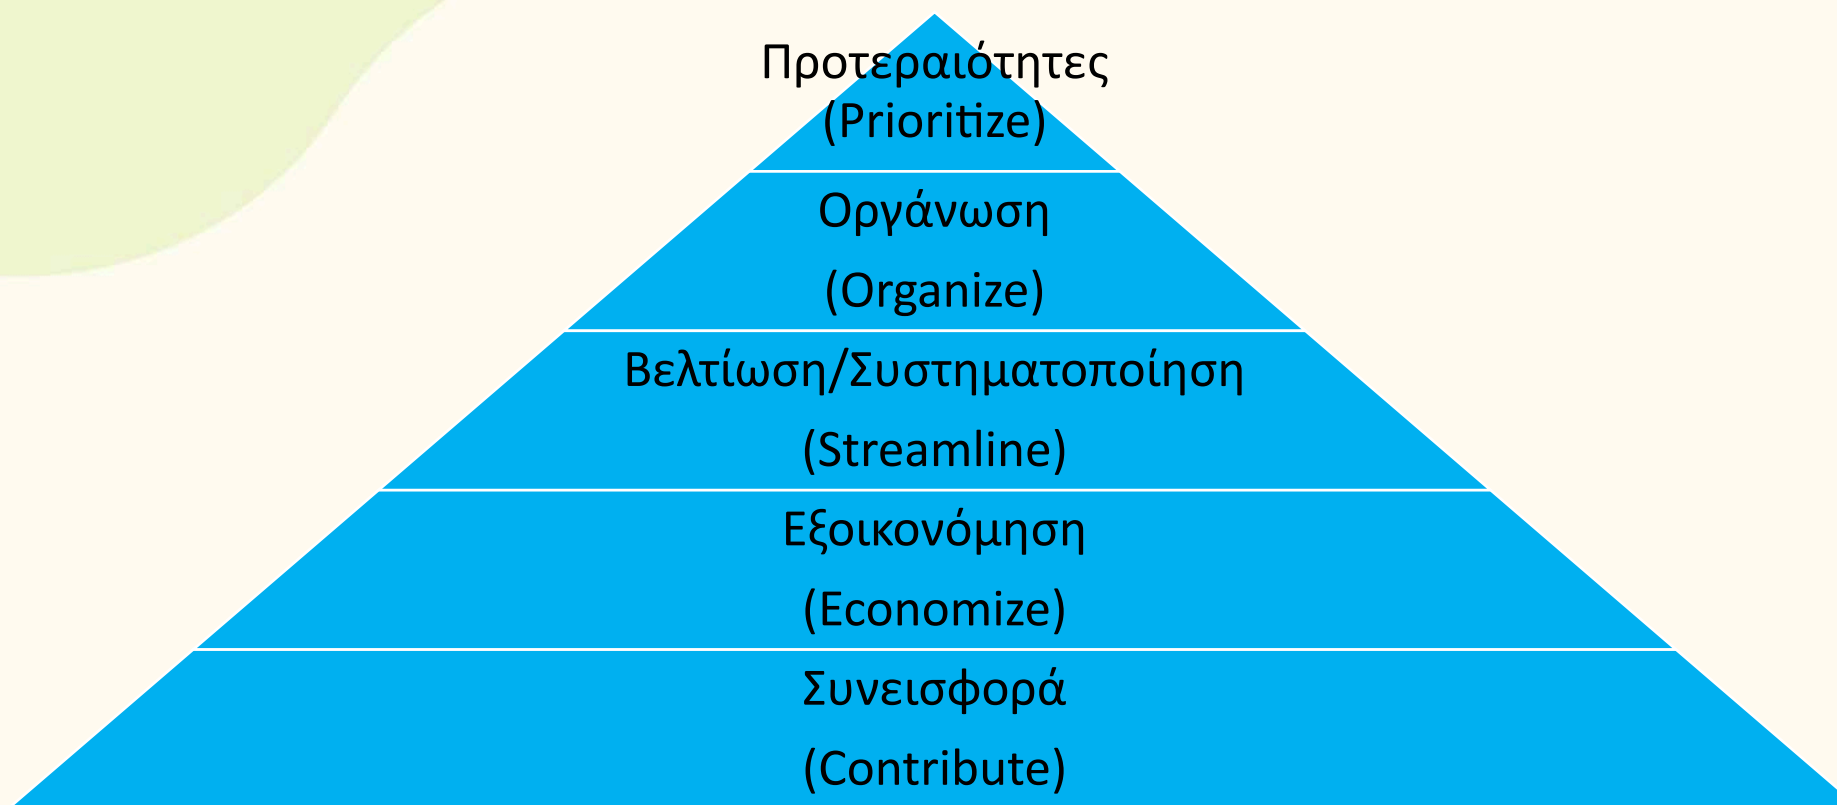 Προτεραιότητες
(Prioritize)
Οργάνωση
(Organize)
Βελτίωση/Συστηματοποίηση
(Streamline)
Εξοικονόμηση
(Economize)
Συνεισφορά
(Contribute)